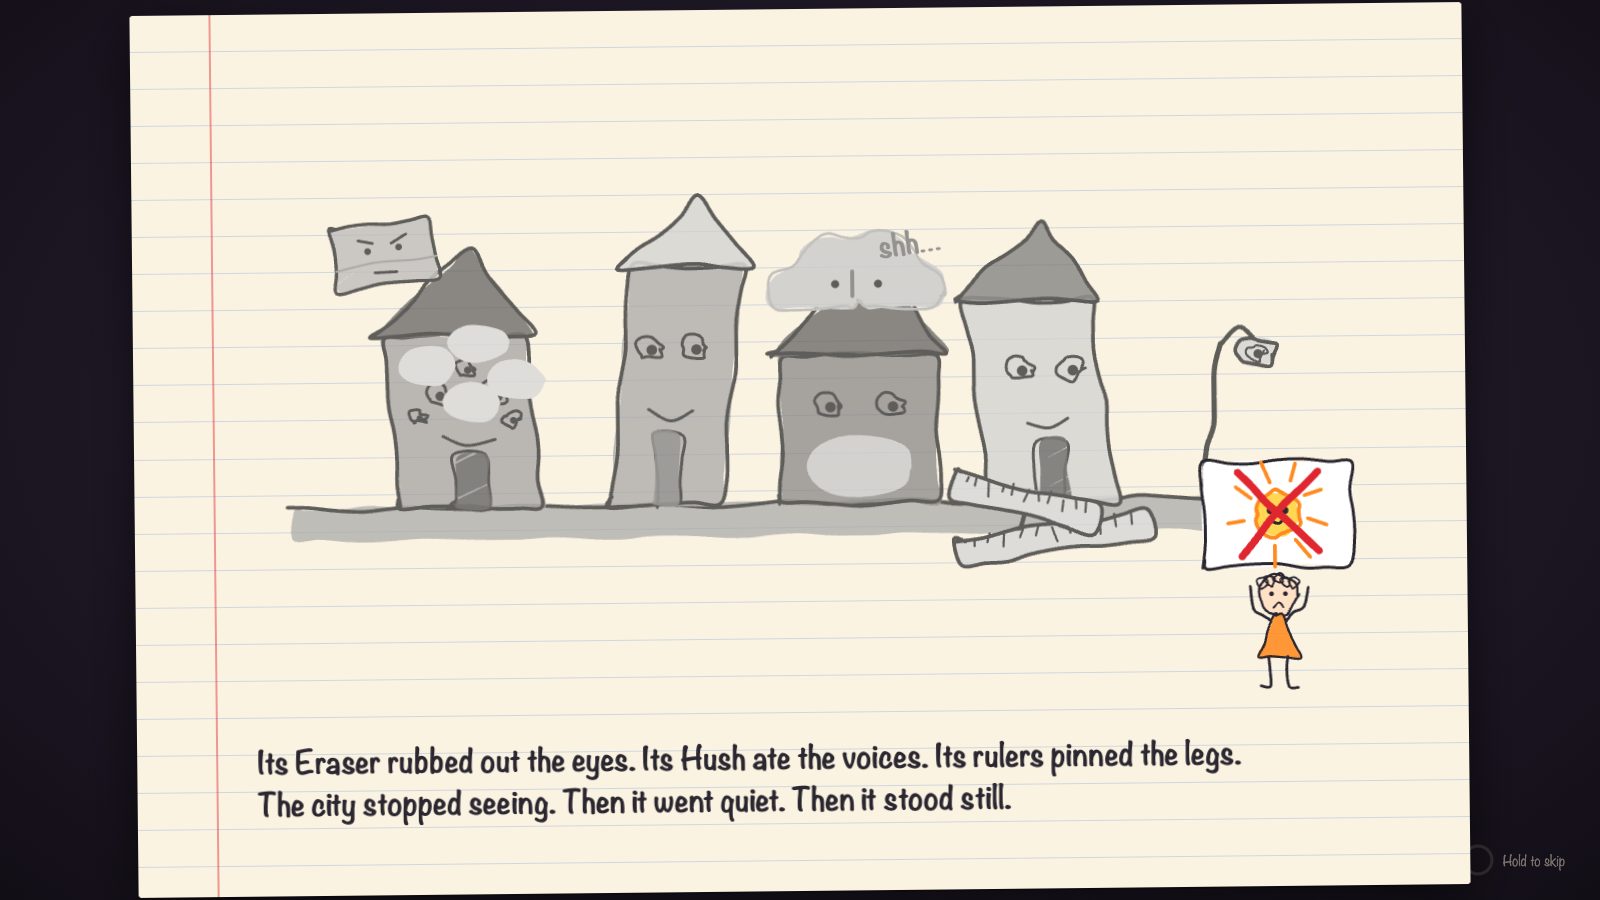 shh...
Its Eraser rubbed out the eyes. Its Hush ate the voices. Its rulers pinned the legs.
The city stopped seeing. Then it went quiet. Then it stood still.
Hold to skip